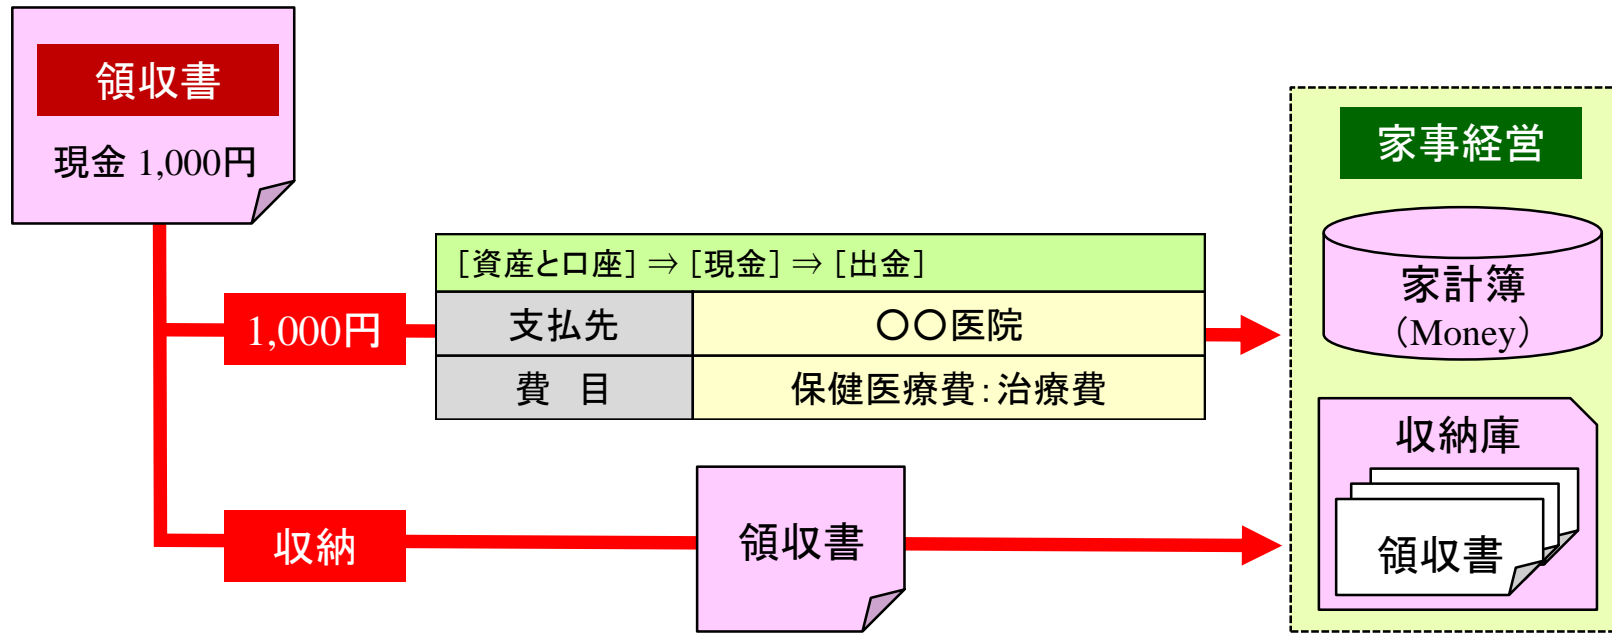 領収書
現金 1,000円
家事経営
[資産と口座] ⇒ [現金] ⇒ [出金]
1,000円
支払先
〇〇医院
費 目
保健医療費:治療費
家計簿
(Money)
収納庫
収納
領収書
領収書